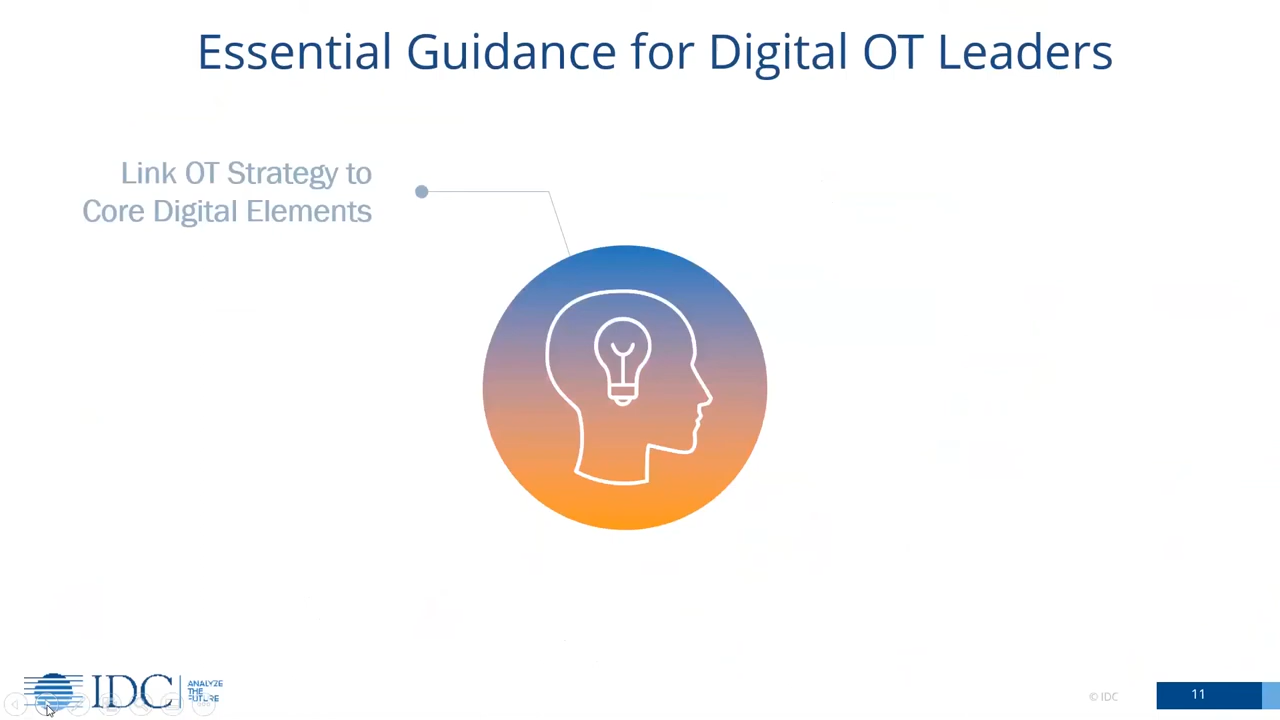 Essential Guidance for Digital OT Leaders
Link OT Strategy to
Core Digital Elements
IDC
ANALYZE
THE
FUTURE
© IDC
11